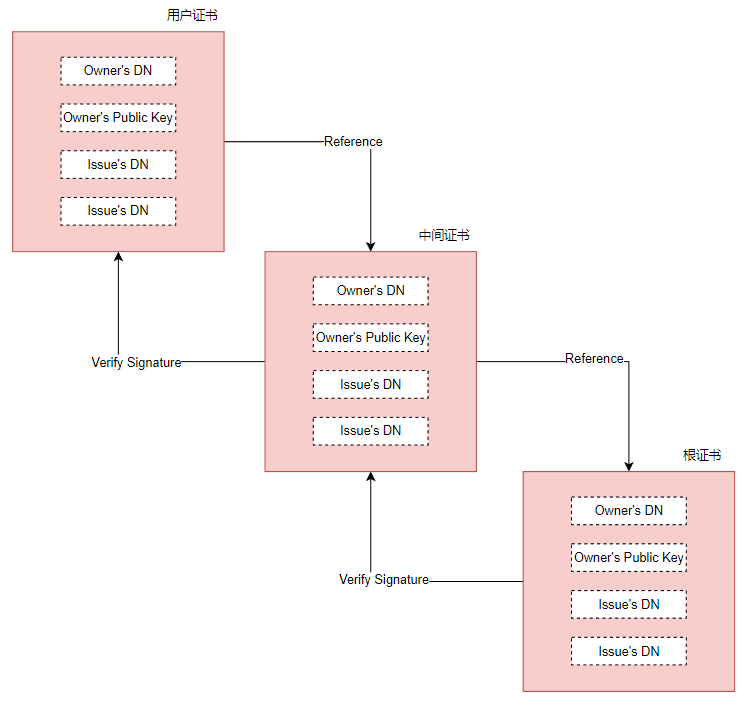 用户证书
Owner's DN
Owner's Public Key
Issue's DN
Issue's DN
Reference
中间证书
Owner's DN
Owner's Public Key
Issue's DN
Issue's DN
Verify Signature
Reference
根证书
Owner's DN
Owner's Public Key
Issue's DN
Issue's DN
Verify Signature